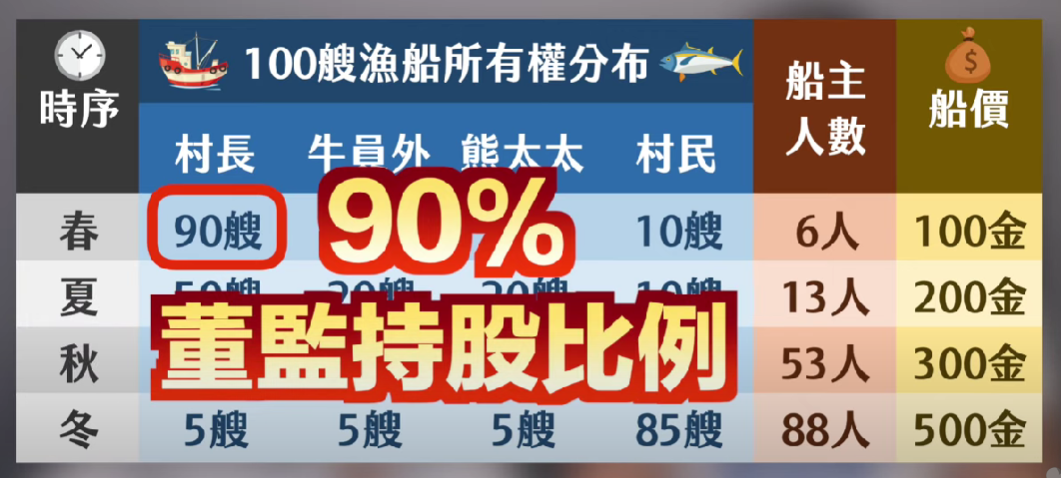 時序
100艘漁船所有權分布
村長 牛員外 熊太太 村民
船主
人數
船價
春 90艘 10艘 6人 100金
90%
夏 13人 200金
董監持股比例
秋 53人 300金
冬 5艘 5艘 5艘 85艘 88人 500金